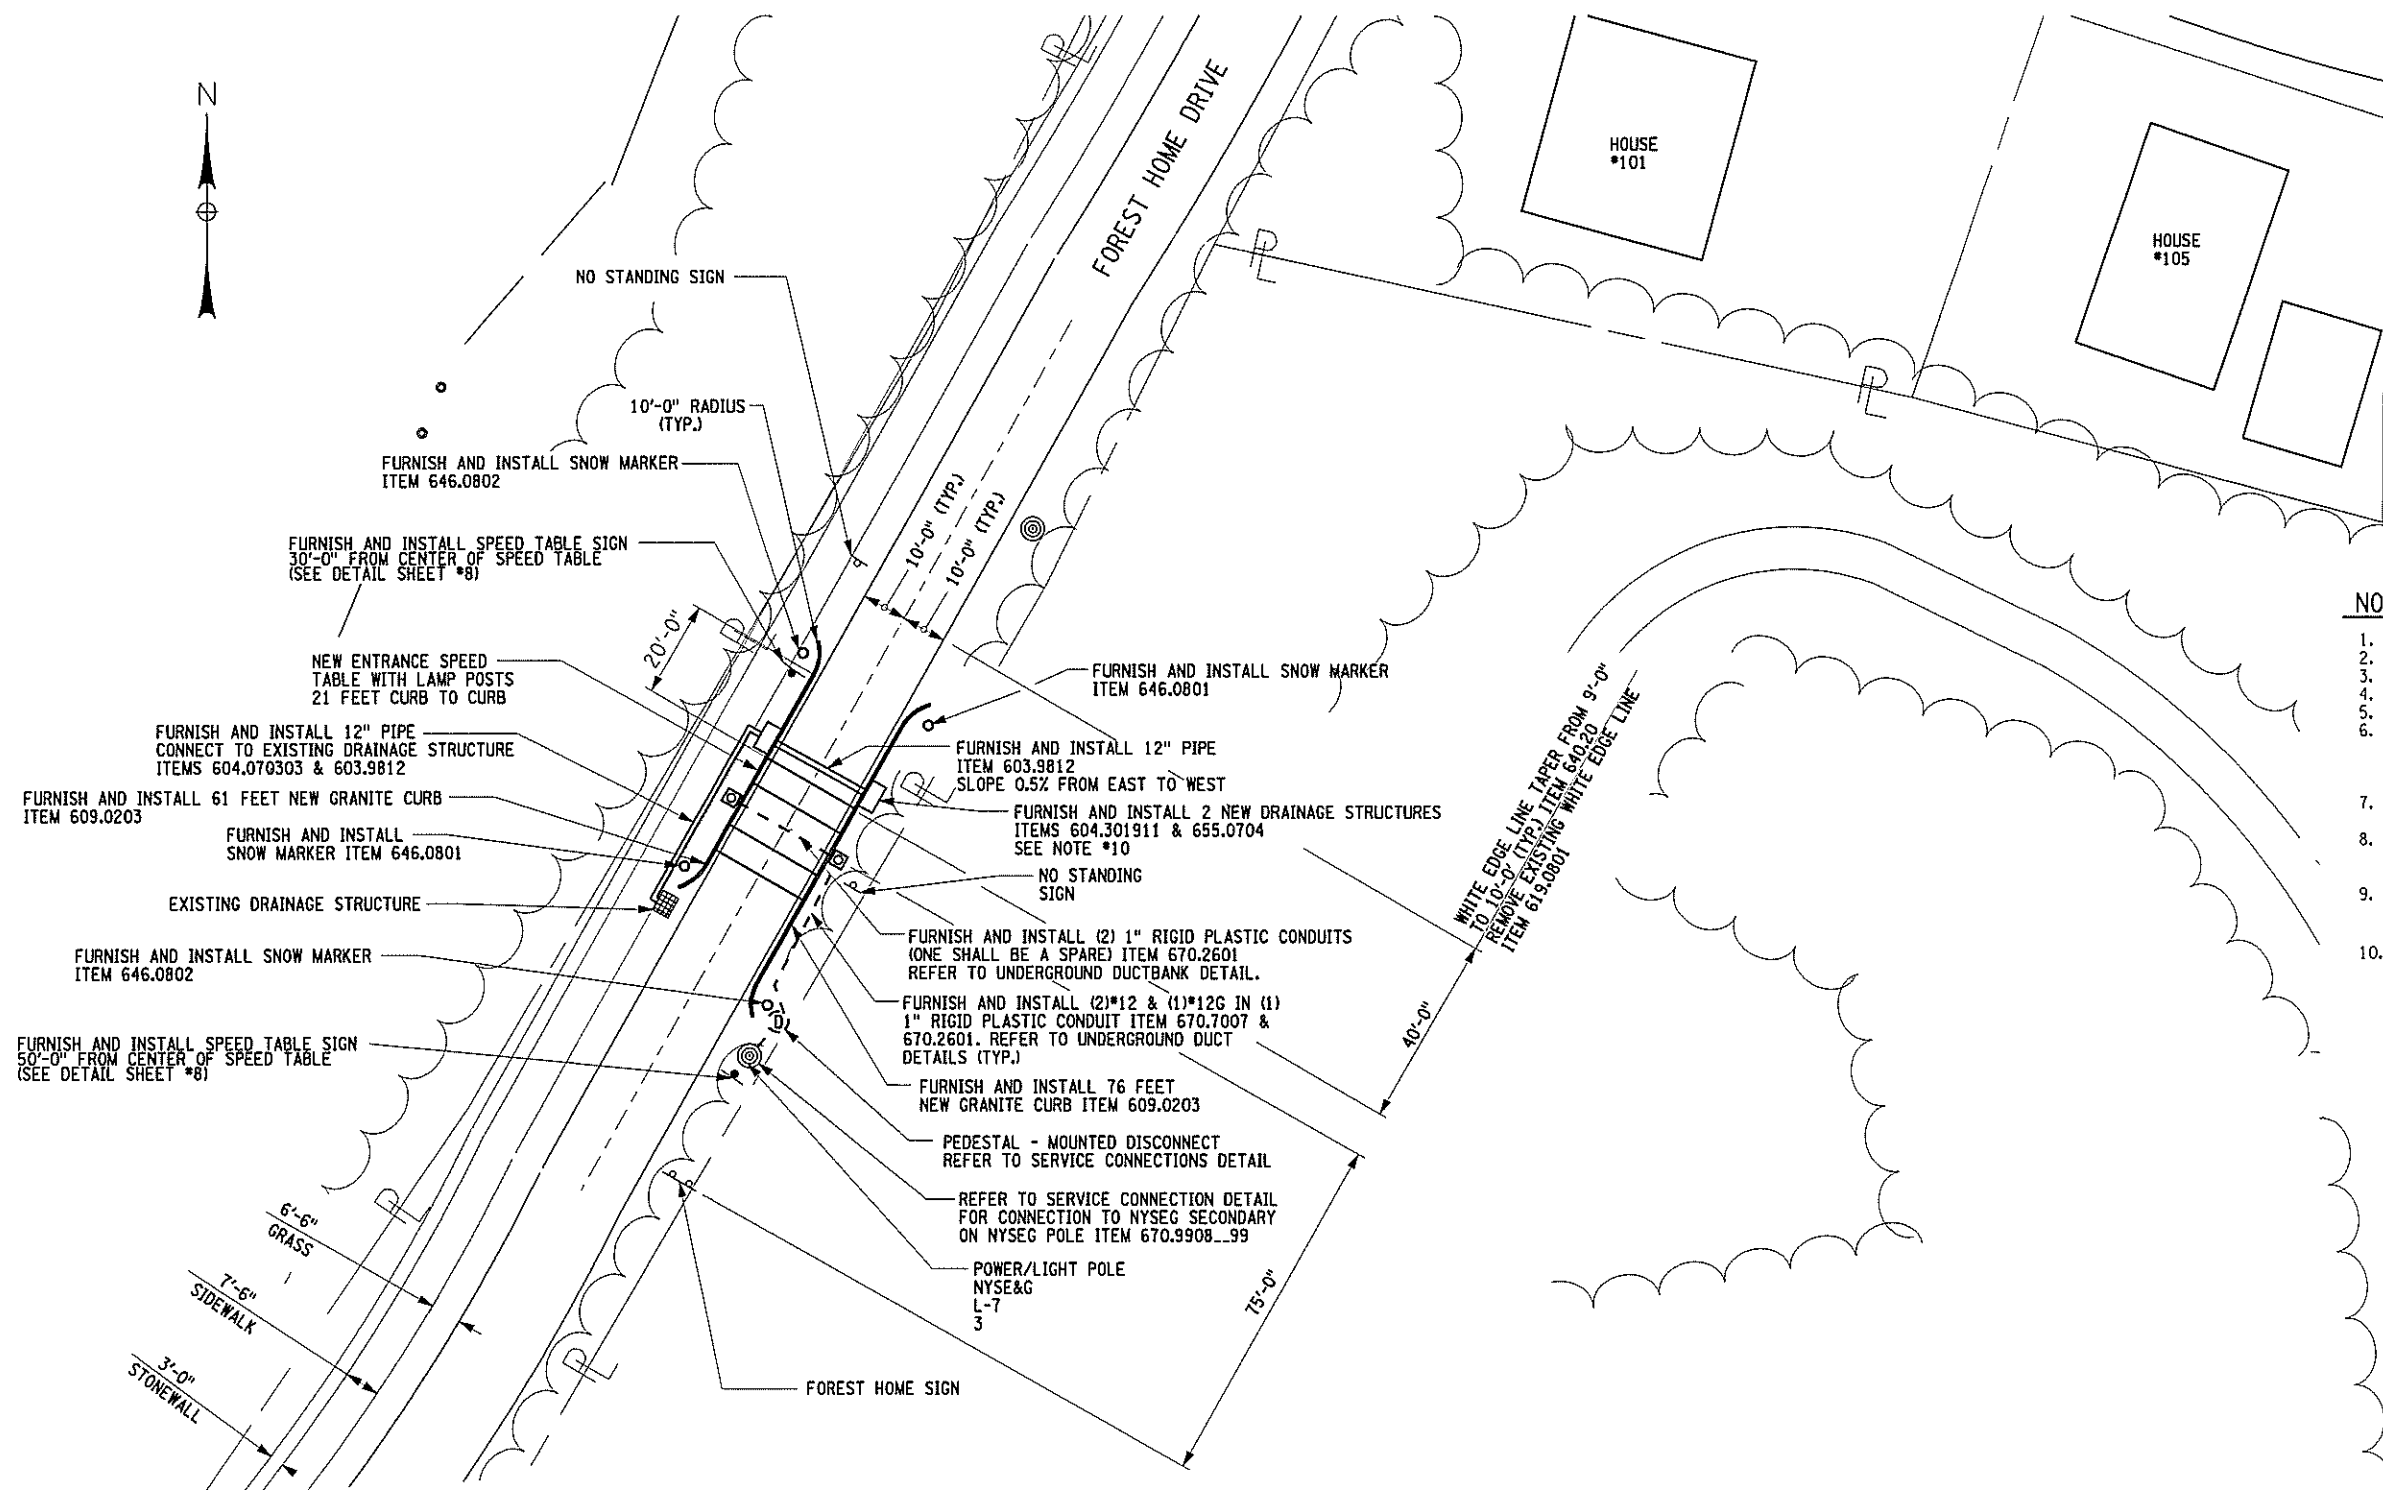 N
FOREST HOME DRIVE
HOUSE
#101
HOUSE
#105
NO STANDING SIGN
10'-0" RADIUS
(TYP.)
FURNISH AND INSTALL SNOW MARKER
ITEM 646.0802
FURNISH AND INSTALL SPEED TABLE SIGN
30'-0" FROM CENTER OF SPEED TABLE
(SEE DETAIL SHEET #8)
20'-0"
10'-0" (TYP.)
10'-0" (TYP.)
NEW ENTRANCE SPEED
TABLE WITH LAMP POSTS
21 FEET CURB TO CURB
FURNISH AND INSTALL 12" PIPE
CONNECT TO EXISTING DRAINAGE STRUCTURE
ITEMS 604.070303 & 603.9812
FURNISH AND INSTALL 61 FEET NEW GRANITE CURB
ITEM 609.0203
FURNISH AND INSTALL
SNOW MARKER ITEM 646.0801
EXISTING DRAINAGE STRUCTURE
FURNISH AND INSTALL SNOW MARKER
ITEM 646.0802
FURNISH AND INSTALL SPEED TABLE SIGN
50'-0" FROM CENTER OF SPEED TABLE
(SEE DETAIL SHEET #8)
6'-6"
GRASS
7'-6"
SIDEWALK
3'-0"
STONEWALL
FURNISH AND INSTALL SNOW MARKER
ITEM 646.0801
FURNISH AND INSTALL 12" PIPE
ITEM 603.9812
SLOPE 0.5% FROM EAST TO WEST
FURNISH AND INSTALL 2 NEW DRAINAGE STRUCTURES
ITEMS 604.301911 & 655.0704
SEE NOTE #10
NO STANDING
SIGN
FURNISH AND INSTALL (2) 1" RIGID PLASTIC CONDUITS
(ONE SHALL BE A SPARE) ITEM 670.2601
REFER TO UNDERGROUND DUCTBANK DETAIL.
FURNISH AND INSTALL (2)#12 & (1)#12G IN (1)
1" RIGID PLASTIC CONDUIT ITEM 670.7007 &
670.2601. REFER TO UNDERGROUND DUCT
DETAILS (TYP.)
FURNISH AND INSTALL 76 FEET
NEW GRANITE CURB ITEM 609.0203
D
PEDESTAL - MOUNTED DISCONNECT
REFER TO SERVICE CONNECTIONS DETAIL
REFER TO SERVICE CONNECTION DETAIL
FOR CONNECTION TO NYSEG SECONDARY
ON NYSEG POLE ITEM 670.9908__99
POWER/LIGHT POLE
NYSE&G
L-7
3
FOREST HOME SIGN
WHITE EDGE LINE TAPER FROM 9'-0"
TO 10'-0' (TYP.) ITEM 640.20
REMOVE EXISTING WHITE EDGE LINE
ITEM 619.0801
40'-0"
75'-0"
PL
PL
PL
PL
PL
PL
PL
NO
1.
2.
3.
4.
5.
6.
7.
8.
9.
10.